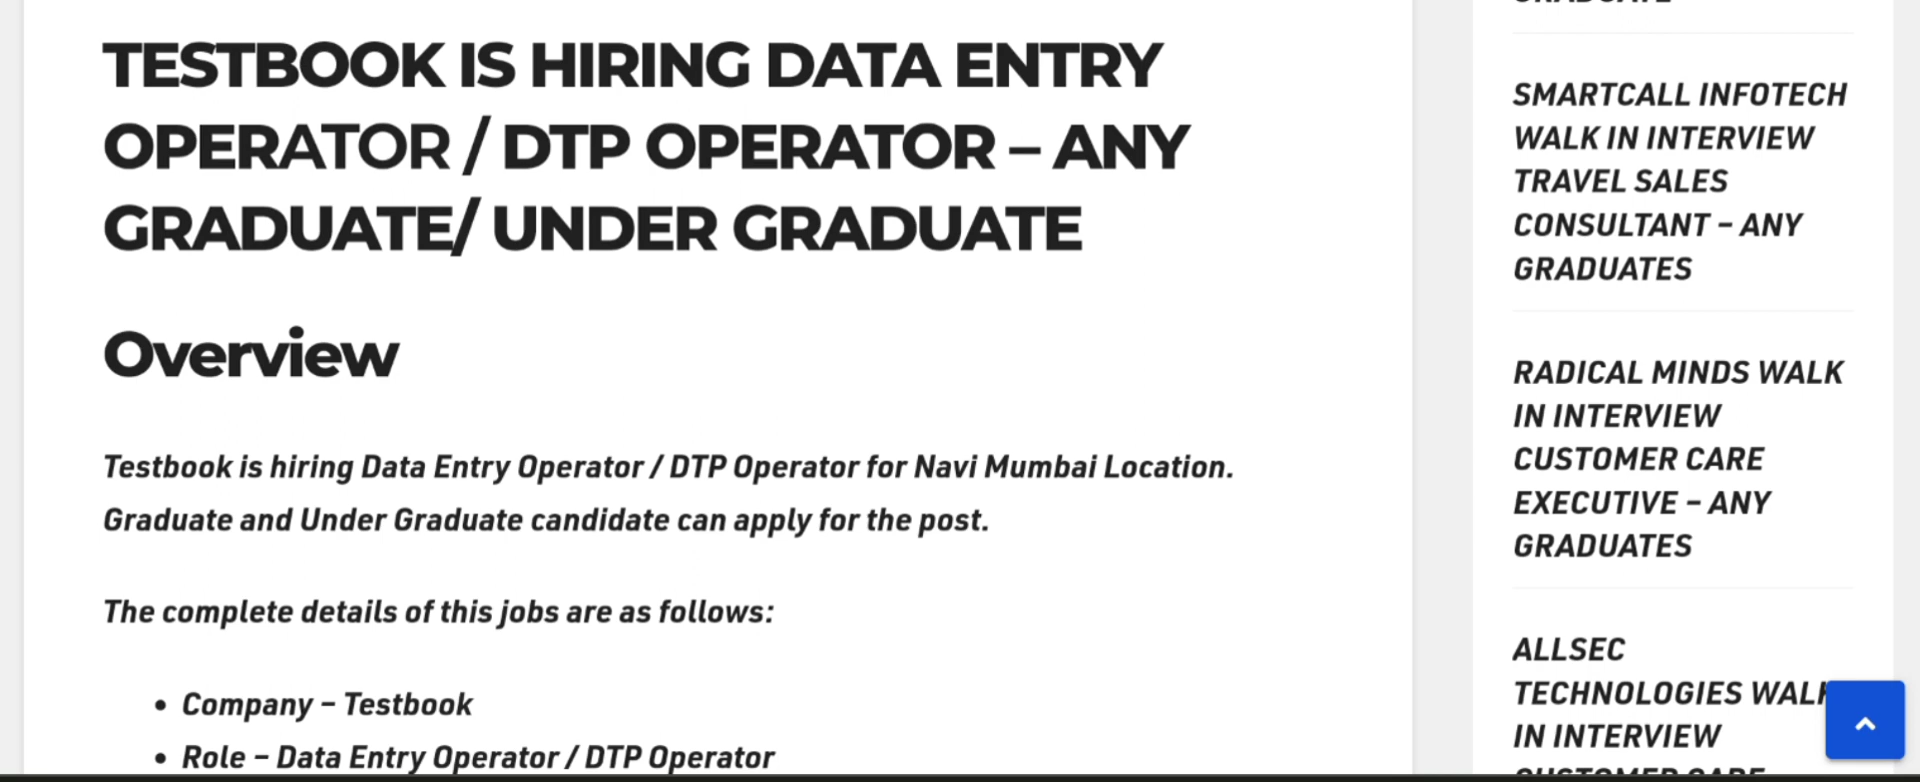 TESTBOOK IS HIRING DATA ENTRY
OPERATOR / DTP OPERATOR – ANY
GRADUATE/ UNDER GRADUATE
Overview
Testbook is hiring Data Entry Operator / DTP Operator for Navi Mumbai Location.
Graduate and Under Graduate candidate can apply for the post.
The complete details of this jobs are as follows:
• Company – Testbook
• Role – Data Entry Operator / DTP Operator
GRADUATE
SMARTCALL INFOTECH
WALK IN INTERVIEW
TRAVEL SALES
CONSULTANT – ANY
GRADUATES
RADICAL MINDS WALK
IN INTERVIEW
CUSTOMER CARE
EXECUTIVE – ANY
GRADUATES
ALLSEC
TECHNOLOGIES WALK
IN INTERVIEW
CUSTOMER CARE